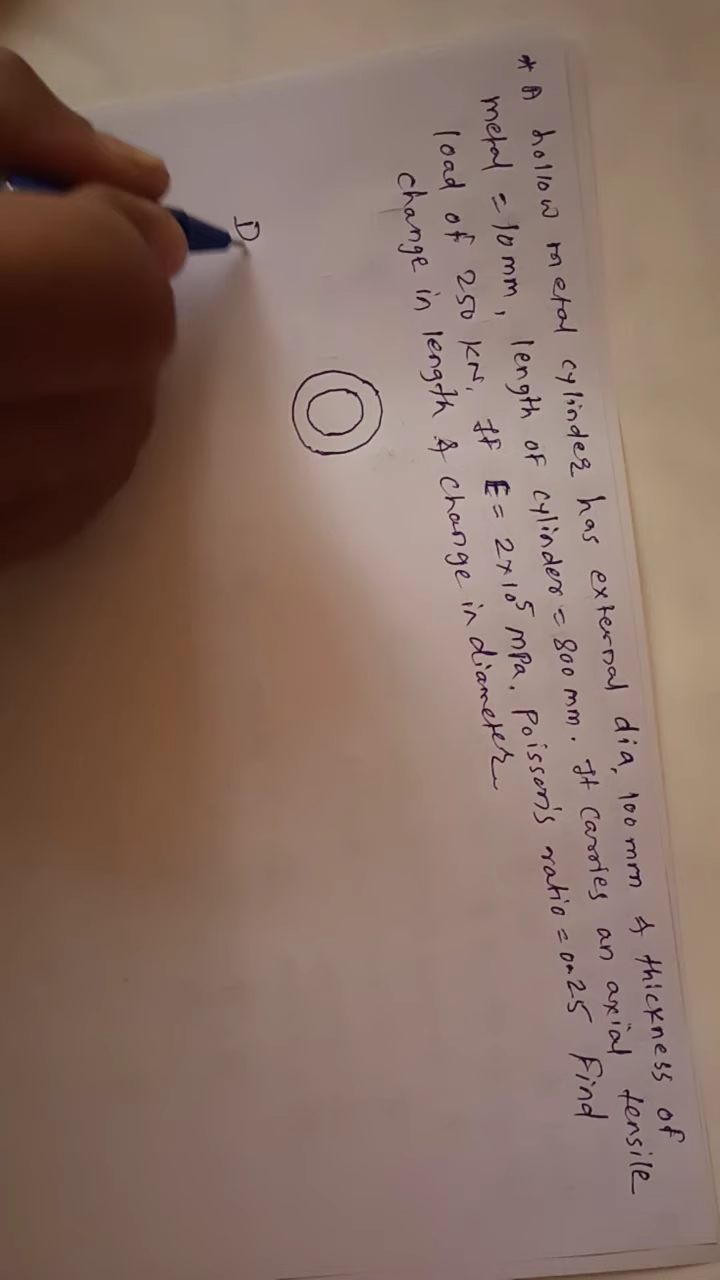 * A hollow metal cylinder has external dia, 100 mm & thickness of
metal = 10 mm, length of cylinder = 800 mm. It carries an axial tensile
load of 250 KN. If E = 2×10⁵ mPa. Poisson's ratio = 0.25 Find
change in length & change in diameter
D